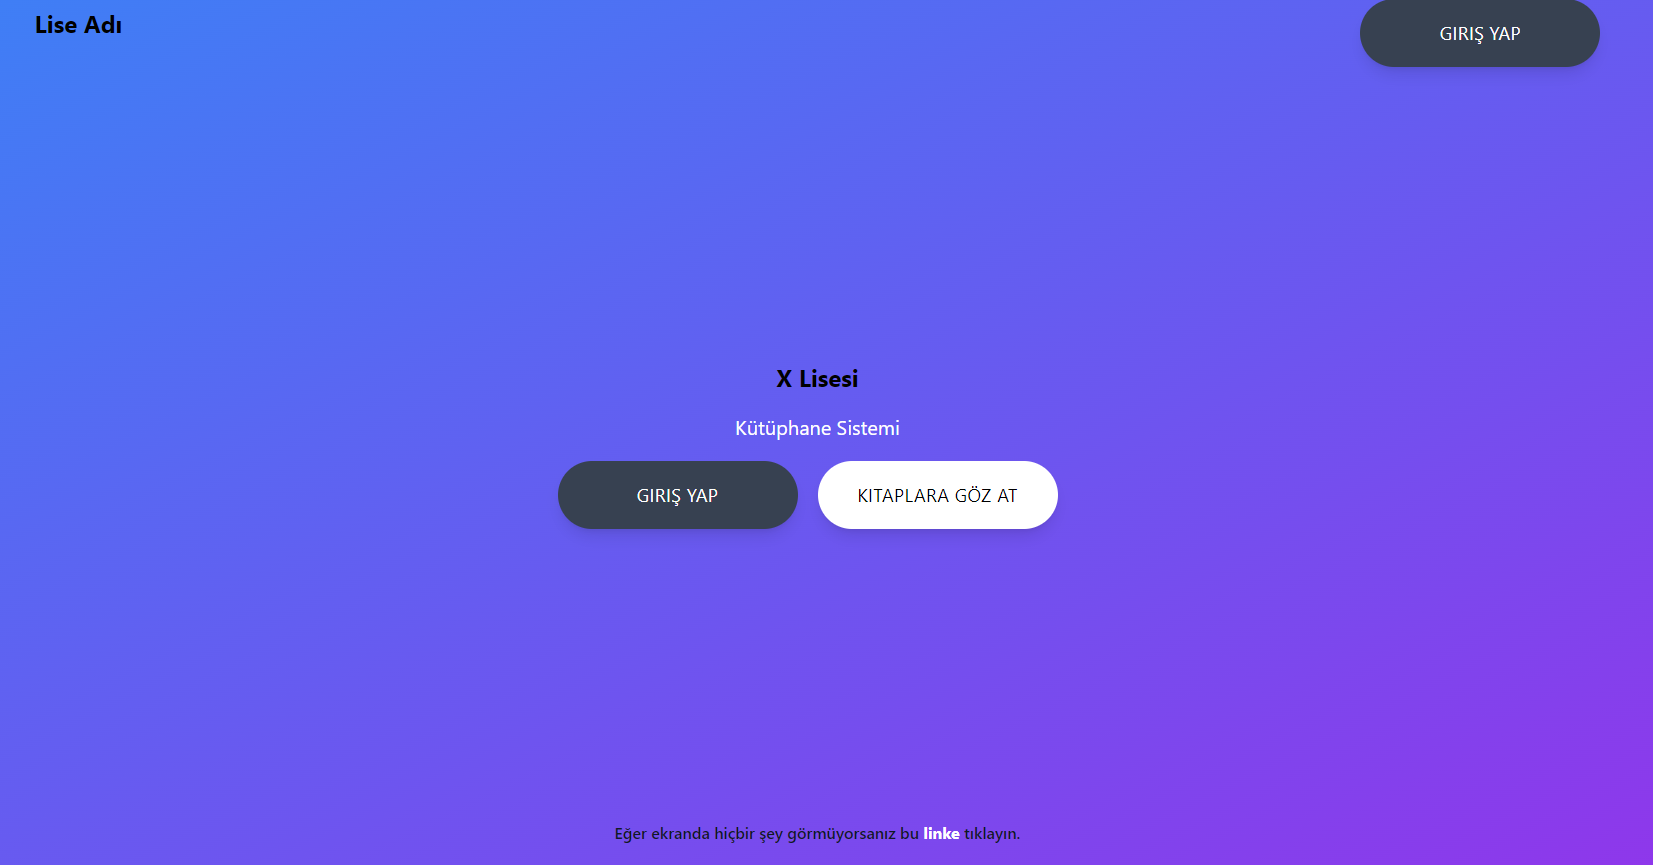 Lise Adı
GIRIŞ YAP
X Lisesi
Kütüphane Sistemi
GIRIŞ YAP
KITAPLARA GÖZ AT
Eğer ekranda hiçbir şey görmüyorsanız bu linke tıklayın.